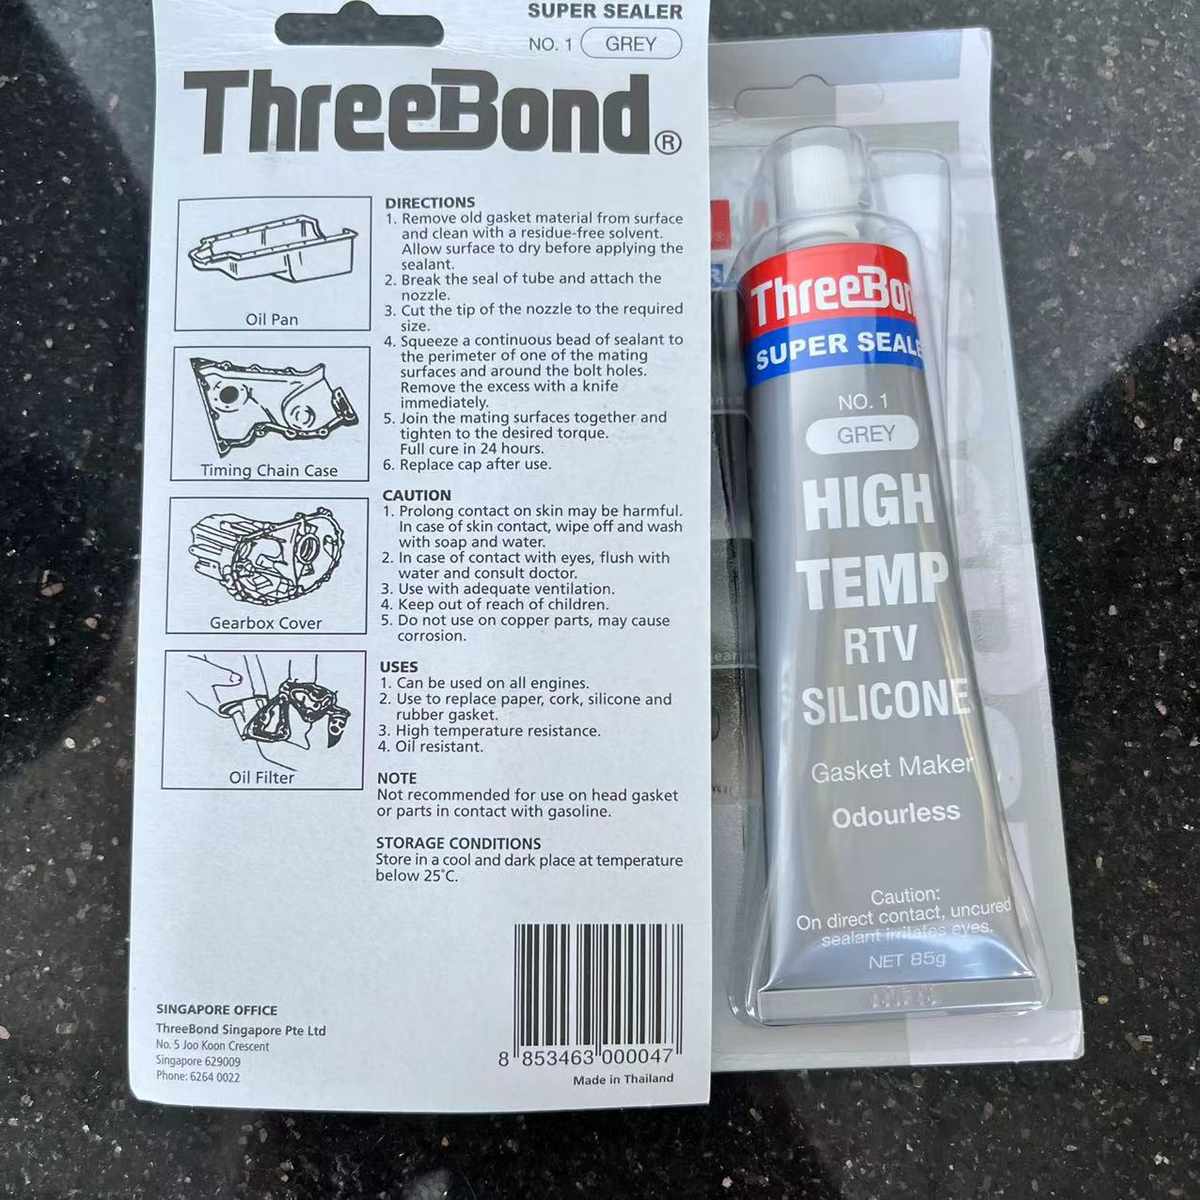 SUPER SEALER
NO. 1 GREY
ThreeBond®
Oil Pan
Timing Chain Case
Gearbox Cover
Oil Filter
DIRECTIONS
1. Remove old gasket material from surface
and clean with a residue-free solvent.
Allow surface to dry before applying the
sealant.
2. Break the seal of tube and attach the
nozzle.
3. Cut the tip of the nozzle to the required
size.
4. Squeeze a continuous bead of sealant to
the perimeter of one of the mating
surfaces and around the bolt holes.
Remove the excess with a knife
immediately.
5. Join the mating surfaces together and
tighten to the desired torque.
Full cure in 24 hours.
6. Replace cap after use.
CAUTION
1. Prolong contact on skin may be harmful.
In case of skin contact, wipe off and wash
with soap and water.
2. In case of contact with eyes, flush with
water and consult doctor.
3. Use with adequate ventilation.
4. Keep out of reach of children.
5. Do not use on copper parts, may cause
corrosion.
USES
1. Can be used on all engines.
2. Use to replace paper, cork, silicone and
rubber gasket.
3. High temperature resistance.
4. Oil resistant.
NOTE
Not recommended for use on head gasket
or parts in contact with gasoline.
STORAGE CONDITIONS
Store in a cool and dark place at temperature
below 25°C.
SINGAPORE OFFICE
ThreeBond Singapore Pte Ltd
No. 5 Joo Koon Crescent
Singapore 629009
Phone: 6264 0022
8 853463 000047
Made in Thailand
ThreeBon
SUPER SEALE
NO. 1
GREY
HIGH
TEMP
RTV
SILICONE
Gasket Maker
Odourless
Caution:
On direct contact, uncured
sealant irritates eyes.
NET 85g